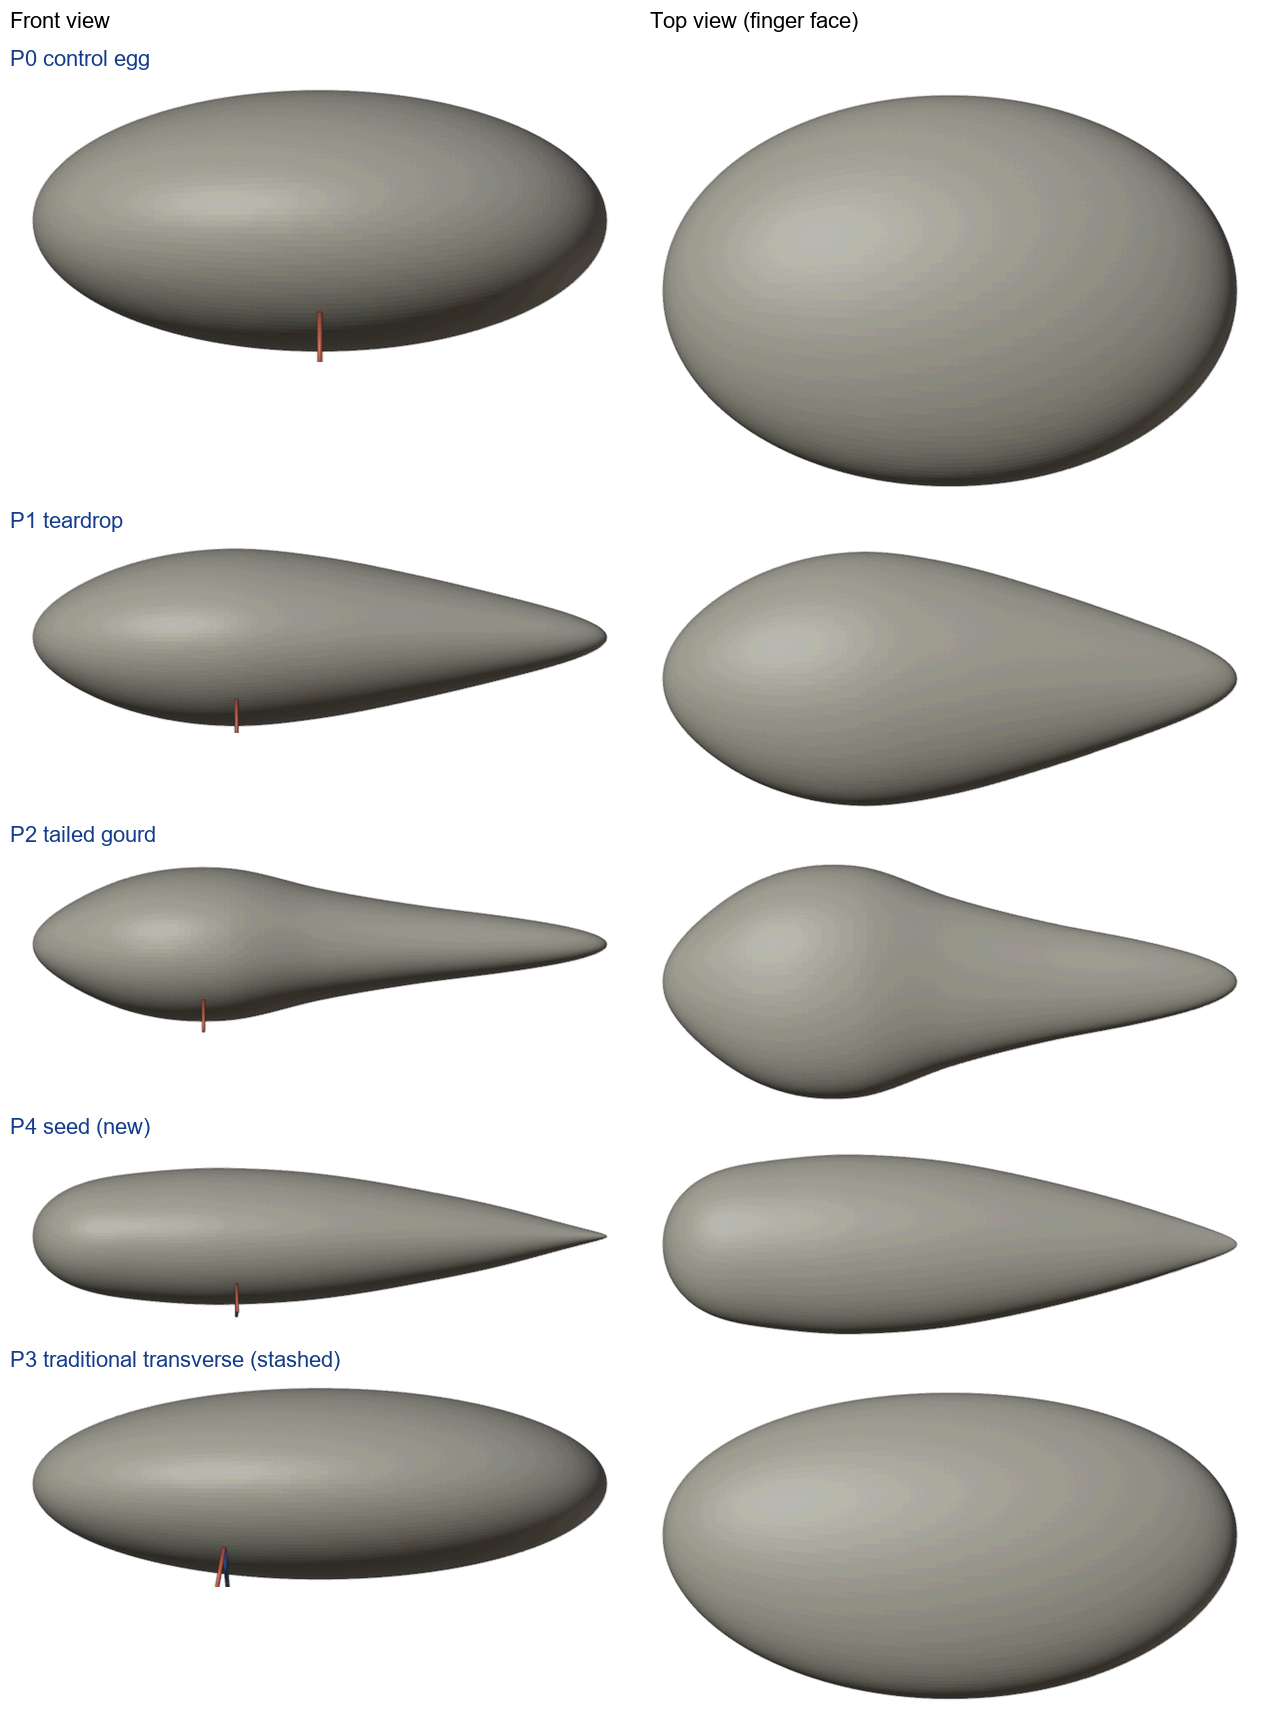 Front view
Top view (finger face)
P0 control egg
P1 teardrop
P2 tailed gourd
P4 seed (new)
P3 traditional transverse (stashed)